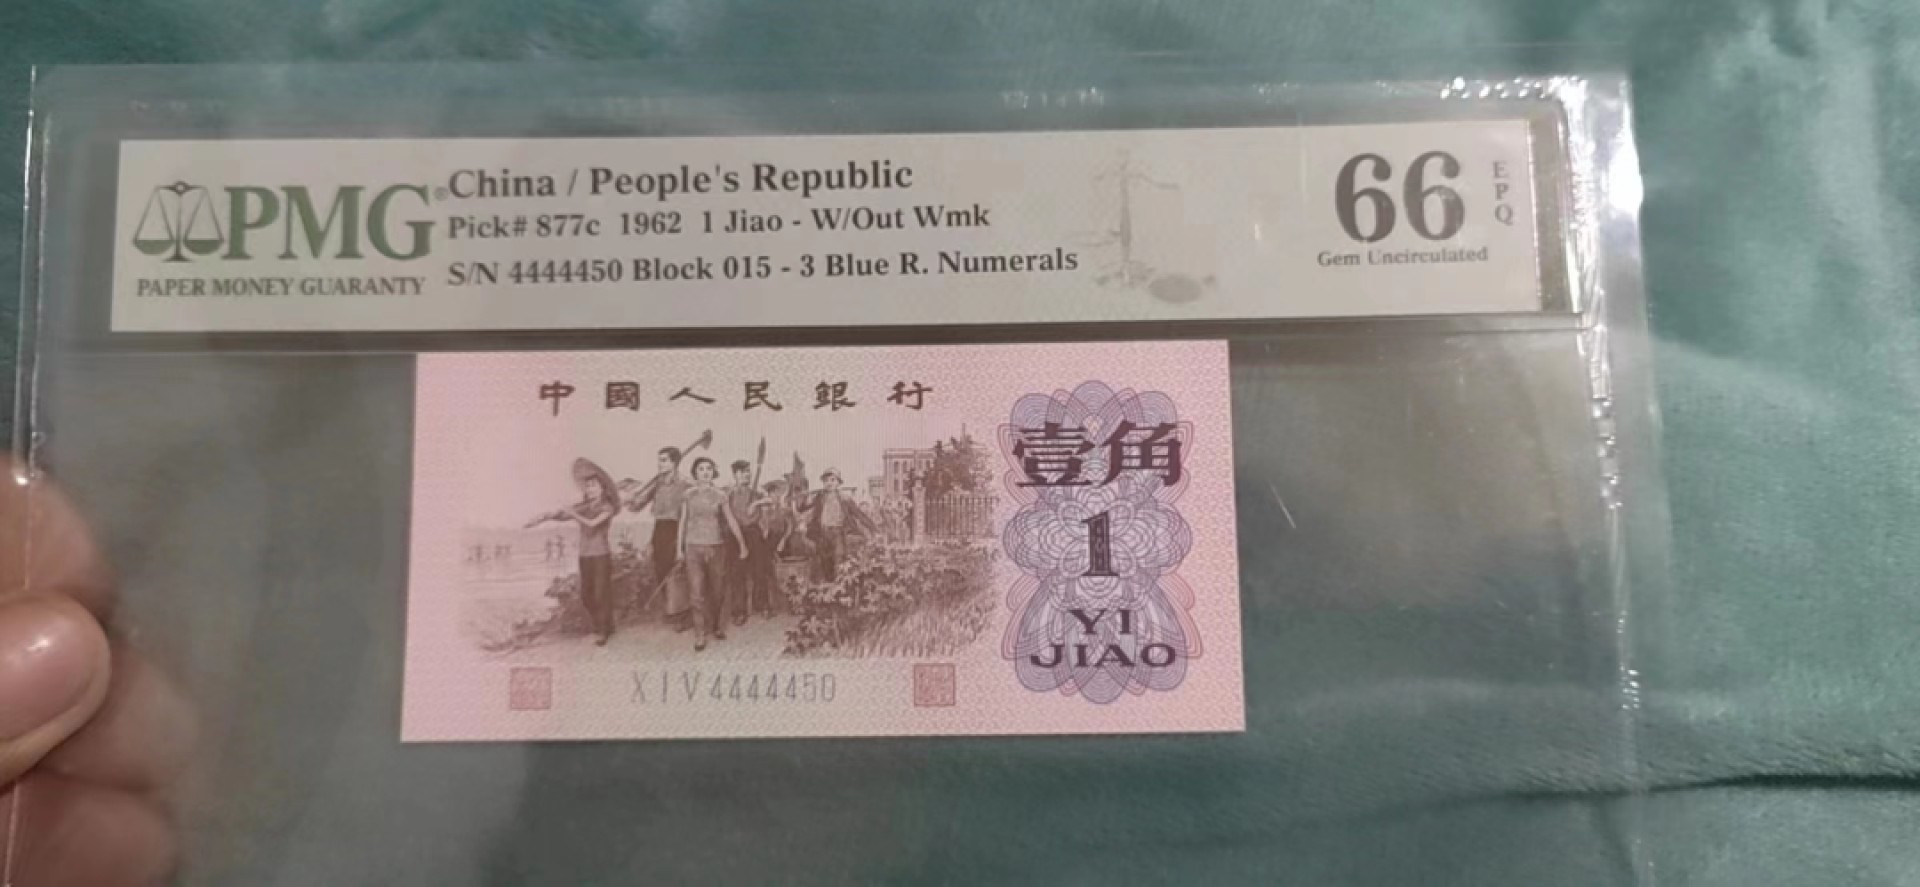 PMG®
PAPER MONEY GUARANTY
China / People's Republic
Pick# 877c 1962 1 Jiao - W/Out Wmk
S/N 4444450 Block 015 - 3 Blue R. Numerals
66
EPQ
Gem Uncirculated
中國人民銀行
壹角
1
YI
JIAO
X I V 4444450